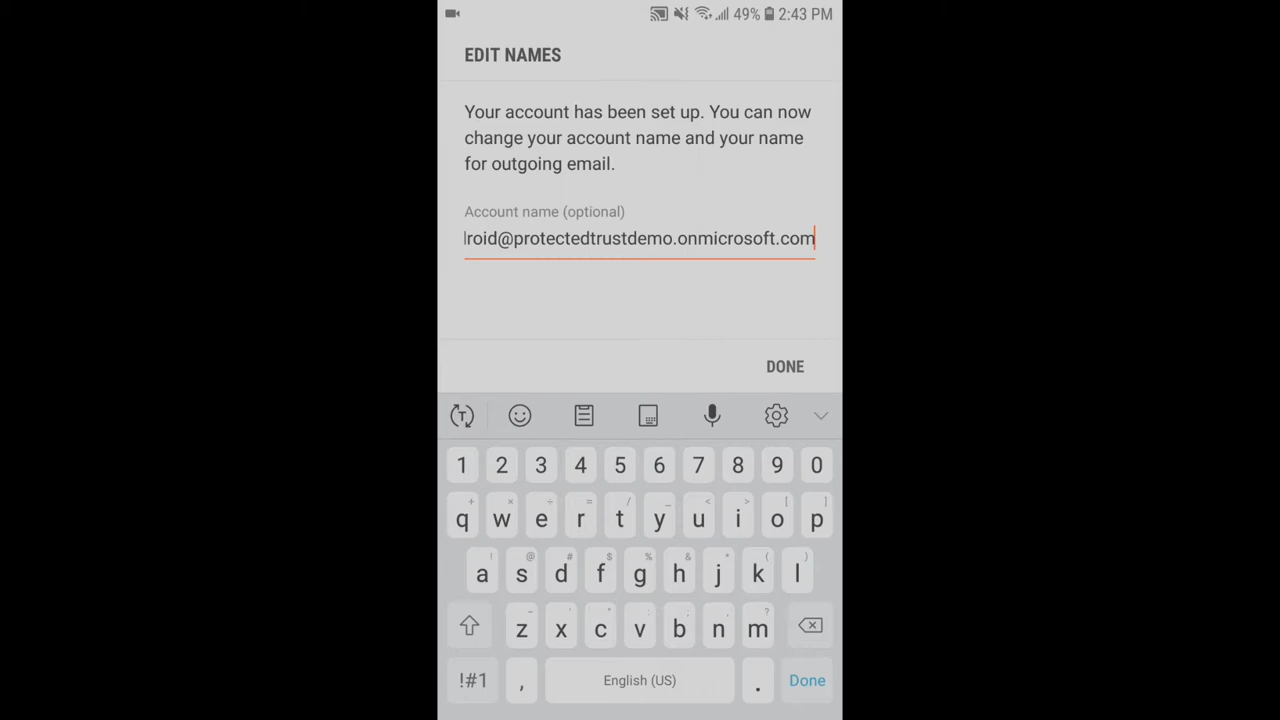 49% 2:43 PM
EDIT NAMES
Your account has been set up. You can now
change your account name and your name
for outgoing email.
Account name (optional)
roid@protectedtrustdemo.onmicrosoft.com
DONE
T
1 2 3 4 5 6 7 8 9 0
+ × ÷ = / _ < > [ ]
q w e r t y u i o p
! @ # $ % & * ( )
a s d f g h j k l
- ' " : ; , ?
z x c v b n m
!#1 , English (US) . Done